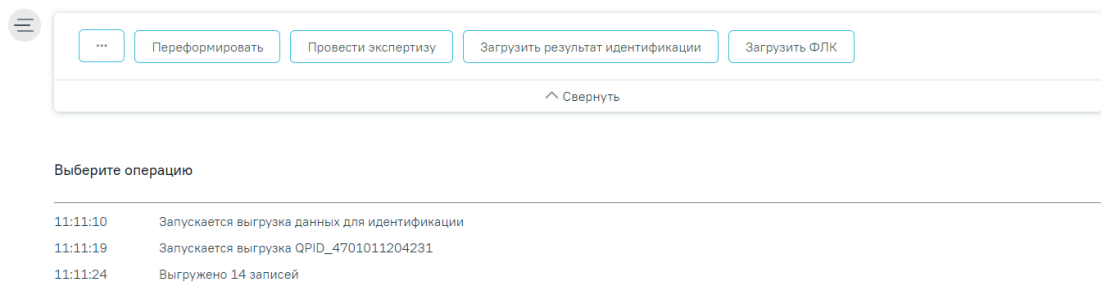 ... Переформировать Провести экспертизу Загрузить результат идентификации Загрузить ФЛК
Свернуть
Выберите операцию
11:11:10 Запускается выгрузка данных для идентификации
11:11:19 Запускается выгрузка QPID_4701011204231
11:11:24 Выгружено 14 записей